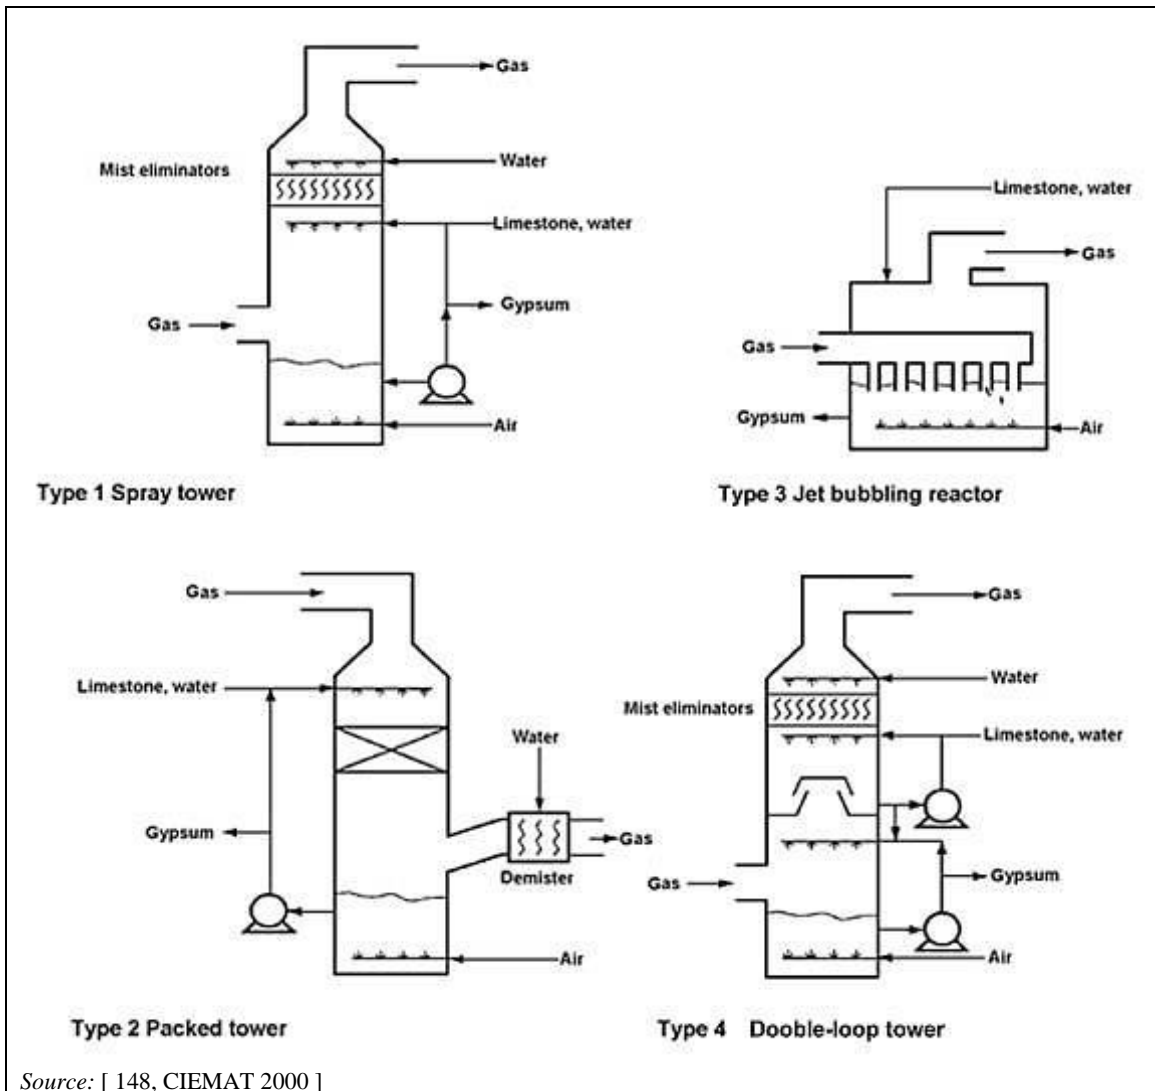 Gas
Water
Mist eliminators
Limestone, water
Gypsum
Gas
Air
Type 1 Spray tower
Limestone, water
Gas
Gas
Gypsum
Air
Type 3 Jet bubbling reactor
Gas
Limestone, water
Water
Gypsum
Gas
Demister
Air
Type 2 Packed tower
Gas
Water
Mist eliminators
Limestone, water
Gas
Gypsum
Air
Type 4 Dooble-loop tower
Source: [ 148, CIEMAT 2000 ]